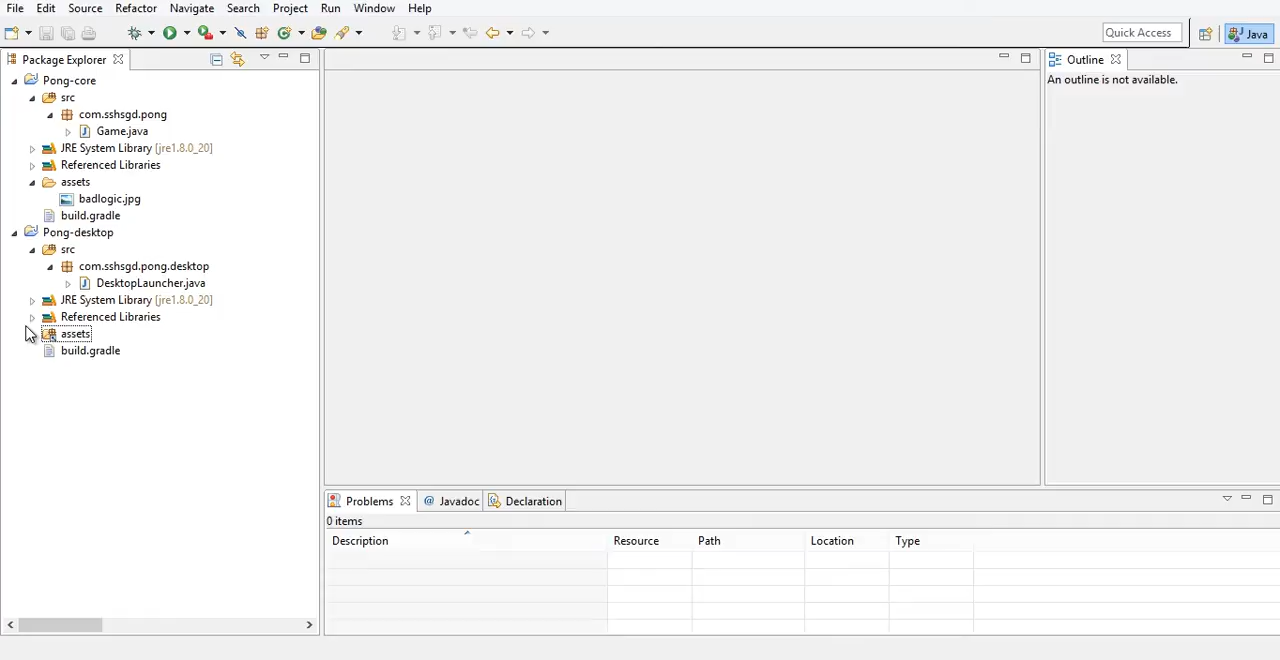 File Edit Source Refactor Navigate Search Project Run Window Help
Quick Access Java
Package Explorer
Outline
Pong-core
An outline is not available.
src
com.sshsgd.pong
Game.java
JRE System Library [jre1.8.0_20]
Referenced Libraries
assets
badlogic.jpg
build.gradle
Pong-desktop
src
com.sshsgd.pong.desktop
DesktopLauncher.java
JRE System Library [jre1.8.0_20]
Referenced Libraries
assets
build.gradle
Problems @ Javadoc Declaration
0 items
Description Resource Path Location Type